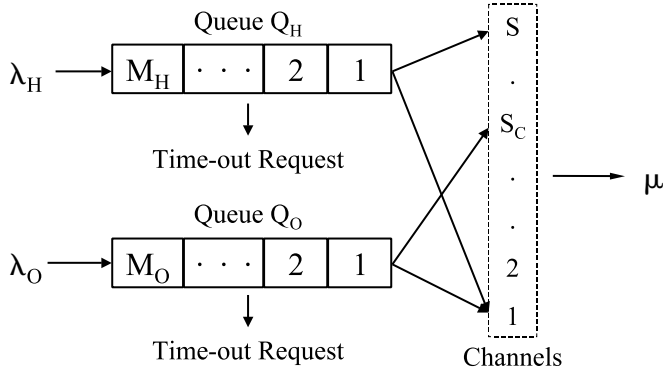 Queue Q_H
λ_H
M_H · · · 2 1
Time-out Request
Queue Q_O
λ_O
M_O · · · 2 1
Time-out Request
S
·
S_C
·
·
2
1
Channels
μ